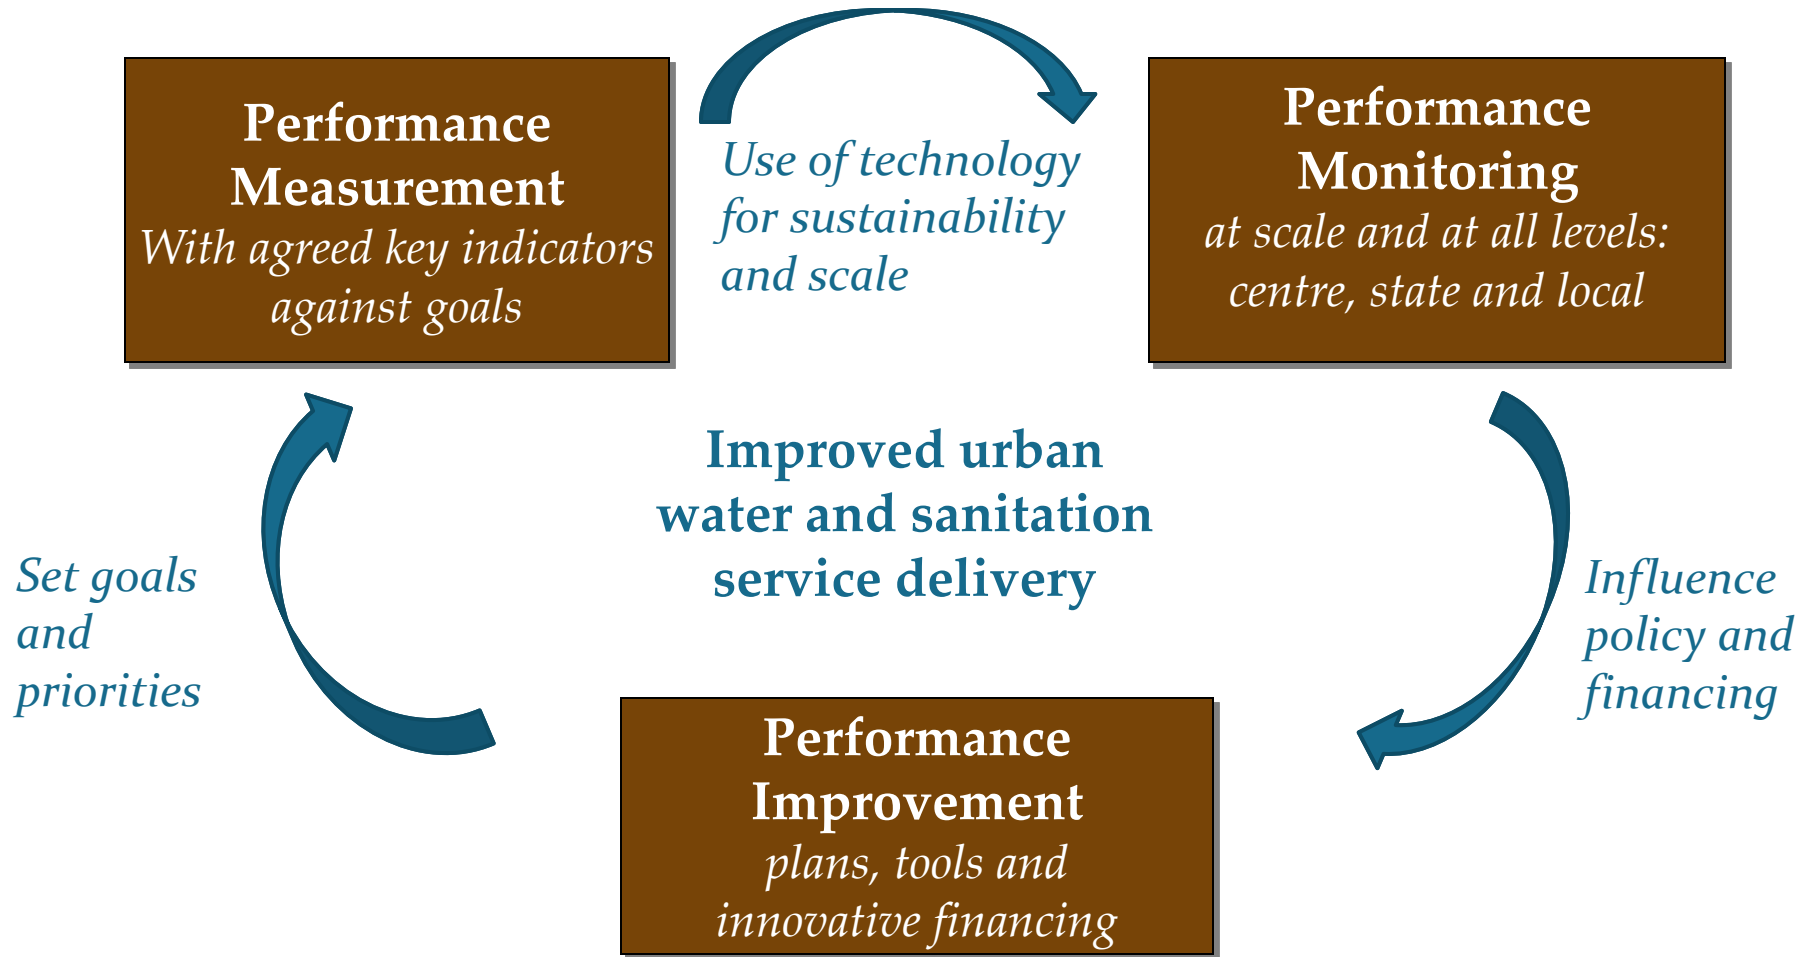 Performance
Measurement
With agreed key indicators
against goals
Use of technology
for sustainability
and scale
Performance
Monitoring
at scale and at all levels:
centre, state and local
Improved urban
water and sanitation
service delivery
Set goals
and
priorities
Influence
policy and
financing
Performance
Improvement
plans, tools and
innovative financing